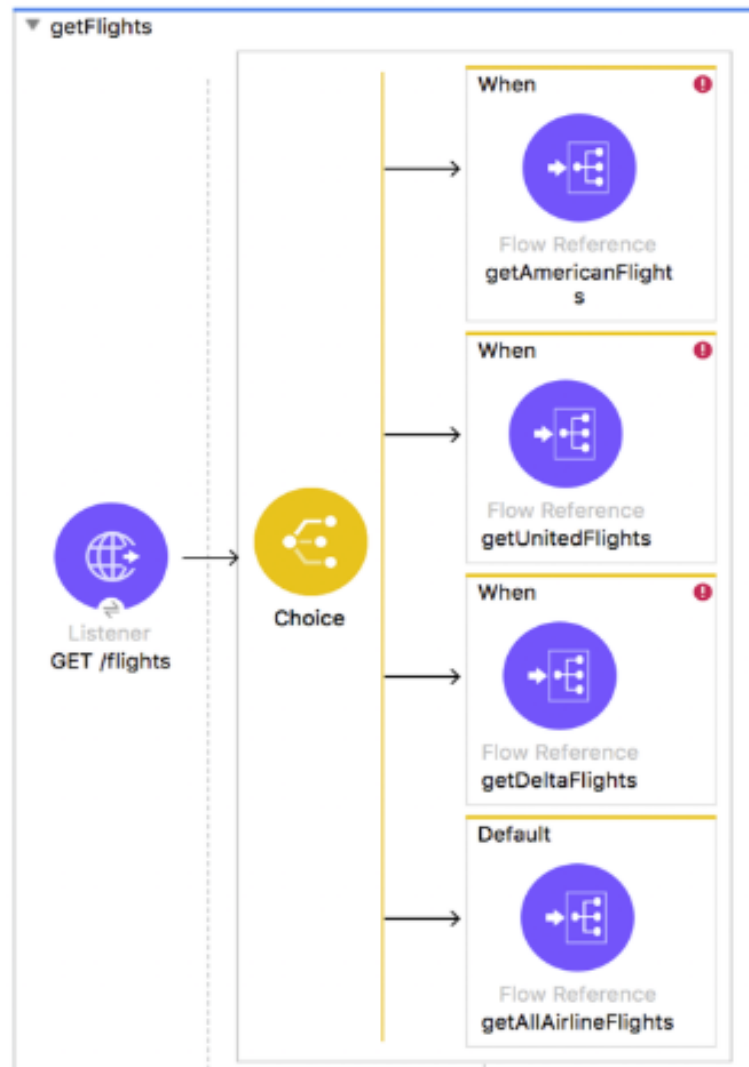 getFlights
When
Flow Reference
getAmericanFlight
s
When
Flow Reference
getUnitedFlights
Listener
GET /flights
Choice
When
Flow Reference
getDeltaFlights
Default
Flow Reference
getAllAirlineFlights